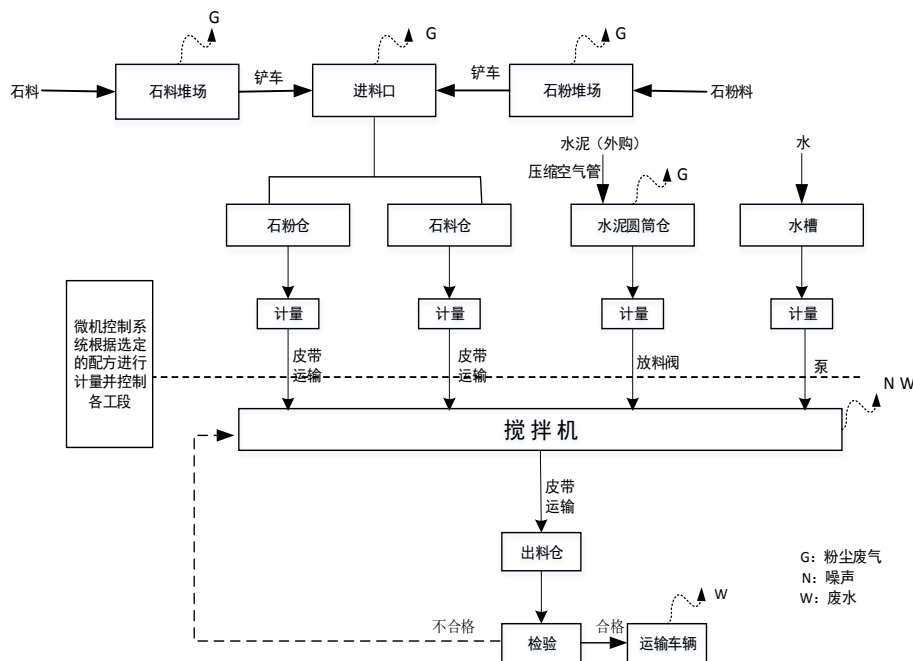 G
G
G
石料
石料堆场
铲车
进料口
铲车
石粉堆场
石粉料
水泥（外购）
压缩空气管
G
水
石粉仓
石料仓
水泥圆筒仓
水槽
计量
计量
计量
计量
微机控制系
统根据选定
的配方进行
计量并控制
各工段
皮带
运输
皮带
运输
放料阀
泵
N W
搅拌机
皮带
运输
出料仓
G：粉尘废气
N：噪声
W：废水
W
不合格
检验
合格
运输车辆